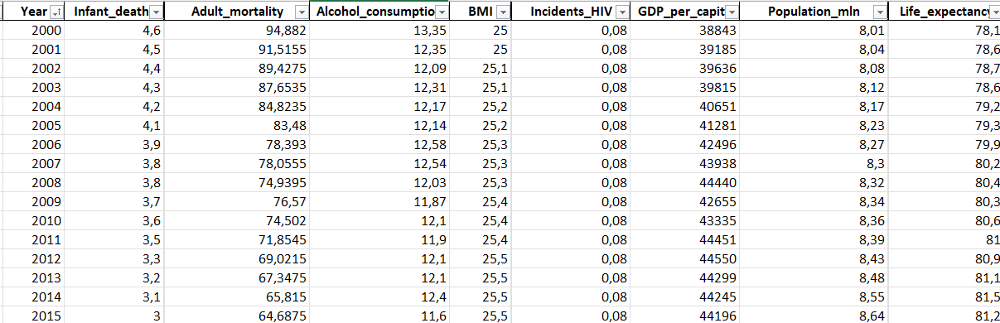 Year Infant_death Adult_mortality Alcohol_consumptio BMI Incidents_HIV GDP_per_capit Population_mln Life_expectancy
2000 4,6 94,882 13,35 25 0,08 38843 8,01 78,1
2001 4,5 91,5155 12,35 25 0,08 39185 8,04 78,6
2002 4,4 89,4275 12,09 25,1 0,08 39636 8,08 78,7
2003 4,3 87,6535 12,31 25,1 0,08 39815 8,12 78,6
2004 4,2 84,8235 12,17 25,2 0,08 40651 8,17 79,2
2005 4,1 83,48 12,14 25,2 0,08 41281 8,23 79,3
2006 3,9 78,393 12,58 25,3 0,08 42496 8,27 79,9
2007 3,8 78,0555 12,54 25,3 0,08 43938 8,3 80,2
2008 3,8 74,9395 12,03 25,3 0,08 44440 8,32 80,4
2009 3,7 76,57 11,87 25,4 0,08 42655 8,34 80,3
2010 3,6 74,502 12,1 25,4 0,08 43335 8,36 80,6
2011 3,5 71,8545 11,9 25,4 0,08 44451 8,39 81
2012 3,3 69,0215 12,1 25,5 0,08 44550 8,43 80,9
2013 3,2 67,3475 12,1 25,5 0,08 44299 8,48 81,1
2014 3,1 65,815 12,4 25,5 0,08 44245 8,55 81,5
2015 3 64,6875 11,6 25,5 0,08 44196 8,64 81,2